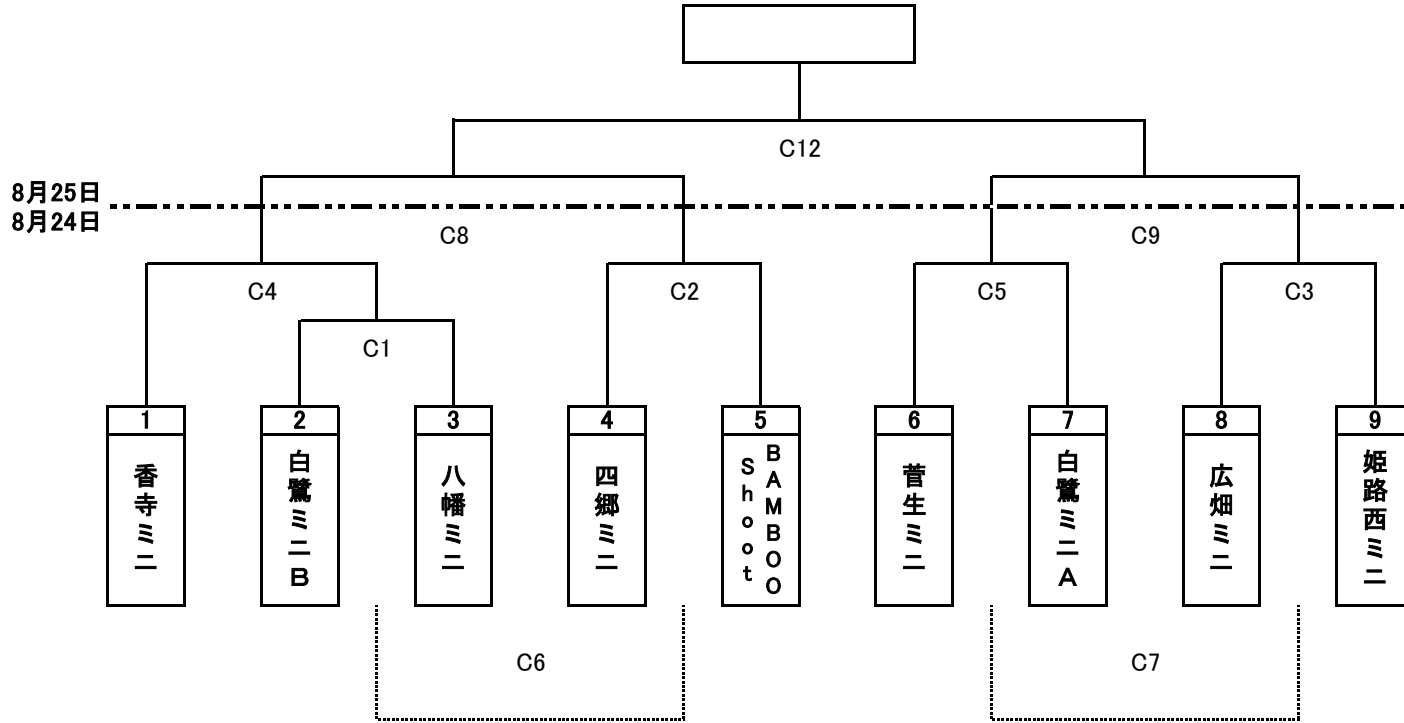 C12
8月25日
8月24日
C8
C9
C4
C2
C5
C3
C1
1
2
3
4
5
6
7
8
9
香寺ミニ
白鷺ミニB
八幡ミニ
四郷ミニ
BAMBOO
Shoot
菅生ミニ
白鷺ミニA
広畑ミニ
姫路西ミニ
C6
C7